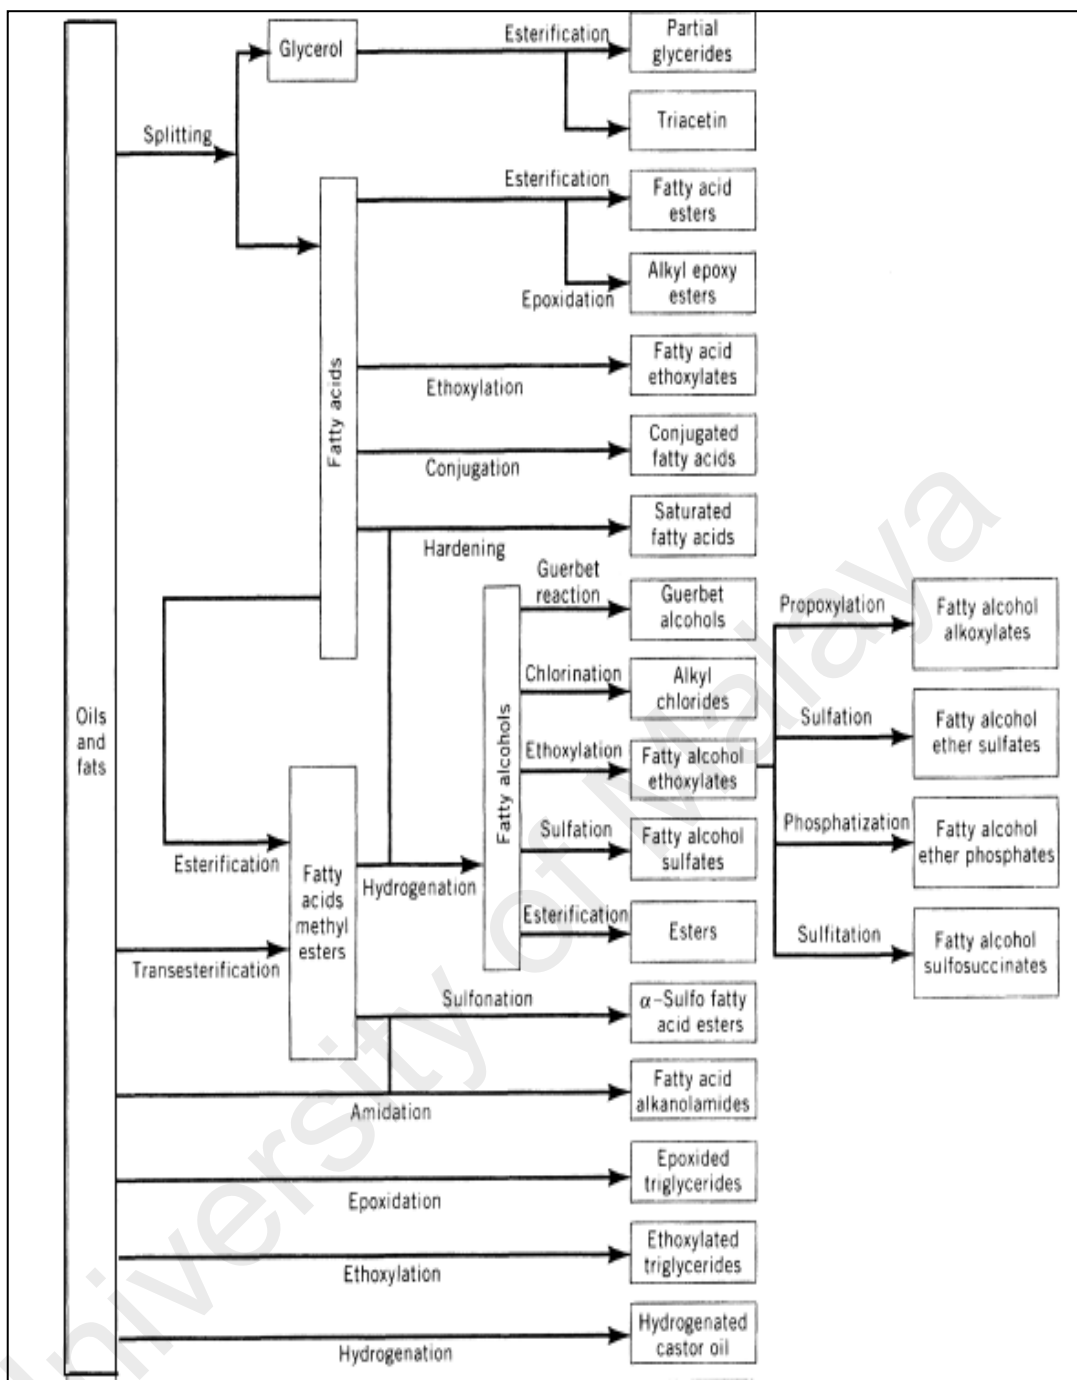 Oils
and
fats
Splitting
Glycerol
Esterification
Partial
glycerides
Triacetin
Fatty acids
Esterification
Fatty acid
esters
Epoxidation
Alkyl epoxy
esters
Ethoxylation
Fatty acid
ethoxylates
Conjugation
Conjugated
fatty acids
Hardening
Saturated
fatty acids
Esterification
Transesterification
Fatty
acids
methyl
esters
Hydrogenation
Fatty alcohols
Guerbet
reaction
Guerbet
alcohols
Chlorination
Alkyl
chlorides
Ethoxylation
Fatty alcohol
ethoxylates
Sulfation
Fatty alcohol
sulfates
Esterification
Esters
Propoxylation
Fatty alcohol
alkoxylates
Sulfation
Fatty alcohol
ether sulfates
Phosphatization
Fatty alcohol
ether phosphates
Sulfitation
Fatty alcohol
sulfosuccinates
Sulfonation
α-Sulfo fatty
acid esters
Amidation
Fatty acid
alkanolamides
Epoxidation
Epoxided
triglycerides
Ethoxylation
Ethoxylated
triglycerides
Hydrogenation
Hydrogenated
castor oil
University of Malaya